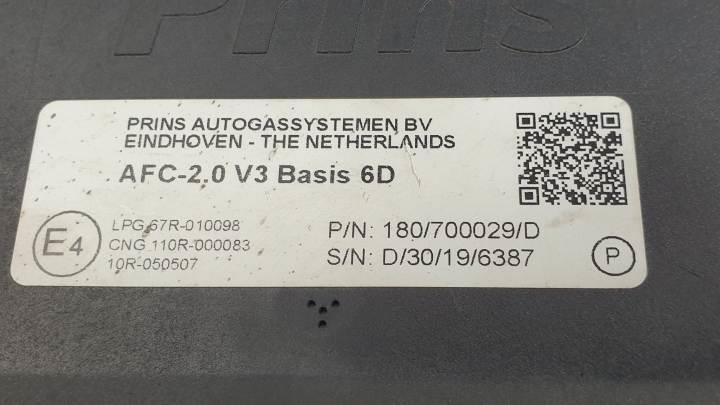 Prins
PRINS AUTOGASSYSTEMEN BV
EINDHOVEN - THE NETHERLANDS
AFC-2.0 V3 Basis 6D
E4
LPG 67R-010098
CNG 110R-000083
10R-050507
P/N: 180/700029/D
S/N: D/30/19/6387
P